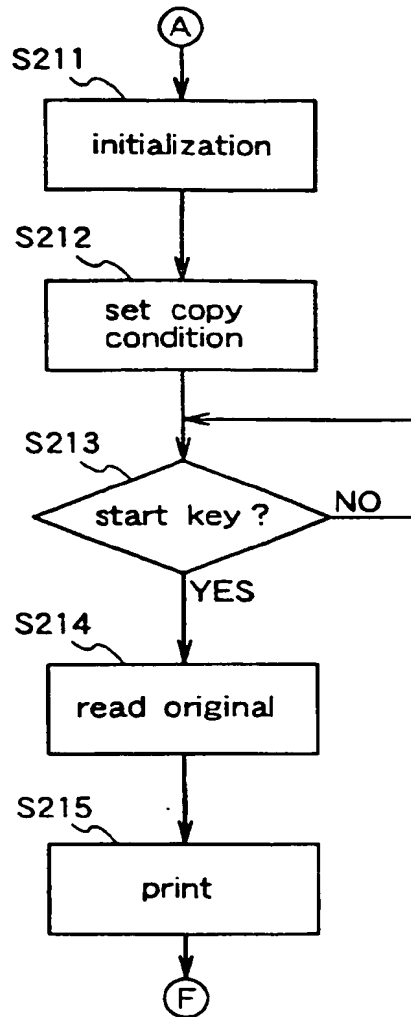 A
S211
initialization
S212
set copy
condition
S213
start key?
NO
YES
S214
read original
S215
print
F